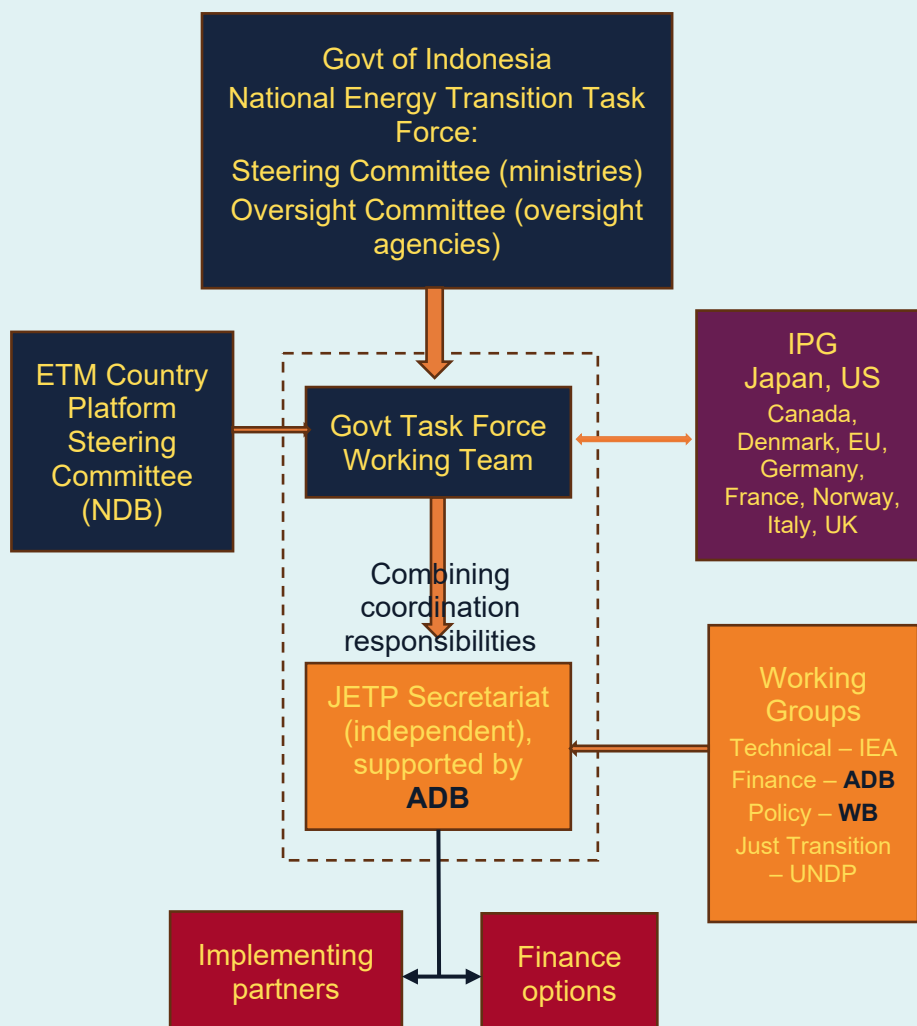 Govt of Indonesia
National Energy Transition Task
Force:
Steering Committee (ministries)
Oversight Committee (oversight
agencies)
ETM Country
Platform
Steering
Committee
(NDB)
Govt Task Force
Working Team
IPG
Japan, US
Canada,
Denmark, EU,
Germany,
France, Norway,
Italy, UK
Combining
coordination
responsibilities
JETP Secretariat
(independent),
supported by
ADB
Working
Groups
Technical – IEA
Finance – ADB
Policy – WB
Just Transition
– UNDP
Implementing
partners
Finance
options